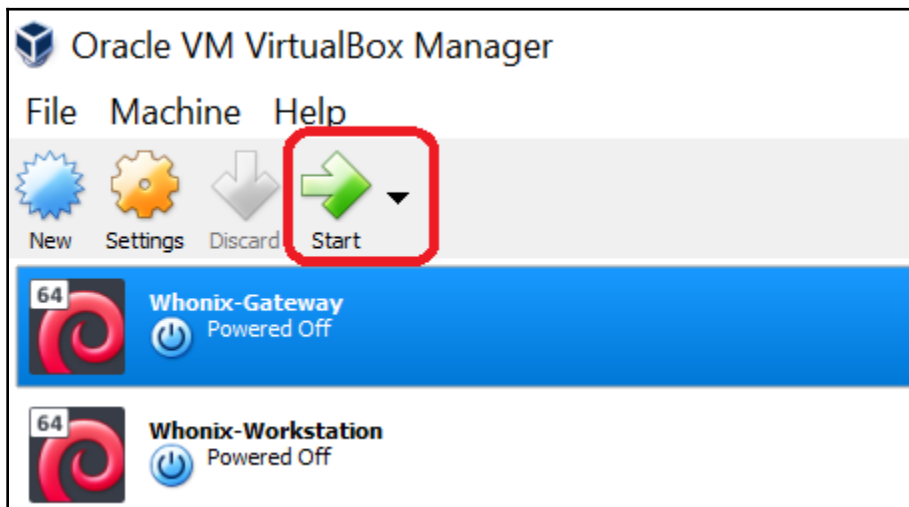 Oracle VM VirtualBox Manager
File Machine Help
New Settings Discard Start
64
Whonix-Gateway
Powered Off
64
Whonix-Workstation
Powered Off